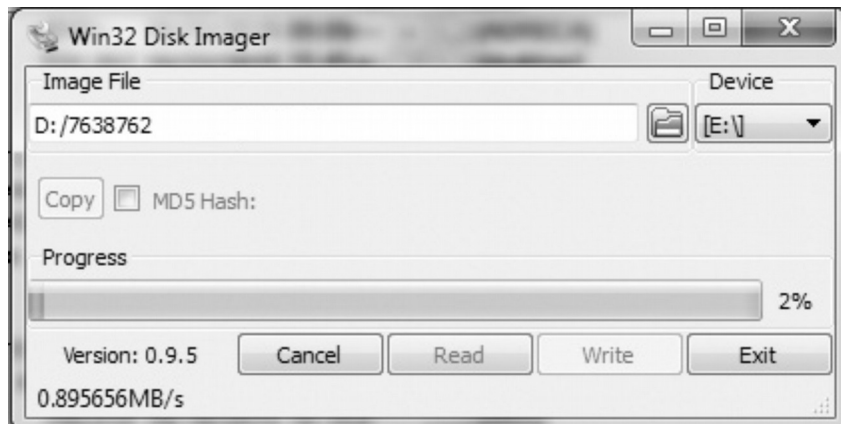 Win32 Disk Imager
Image File
Device
D:/7638762
[E:\]
Copy
MD5 Hash:
Progress
2%
Version: 0.9.5
Cancel
Read
Write
Exit
0.895656MB/s